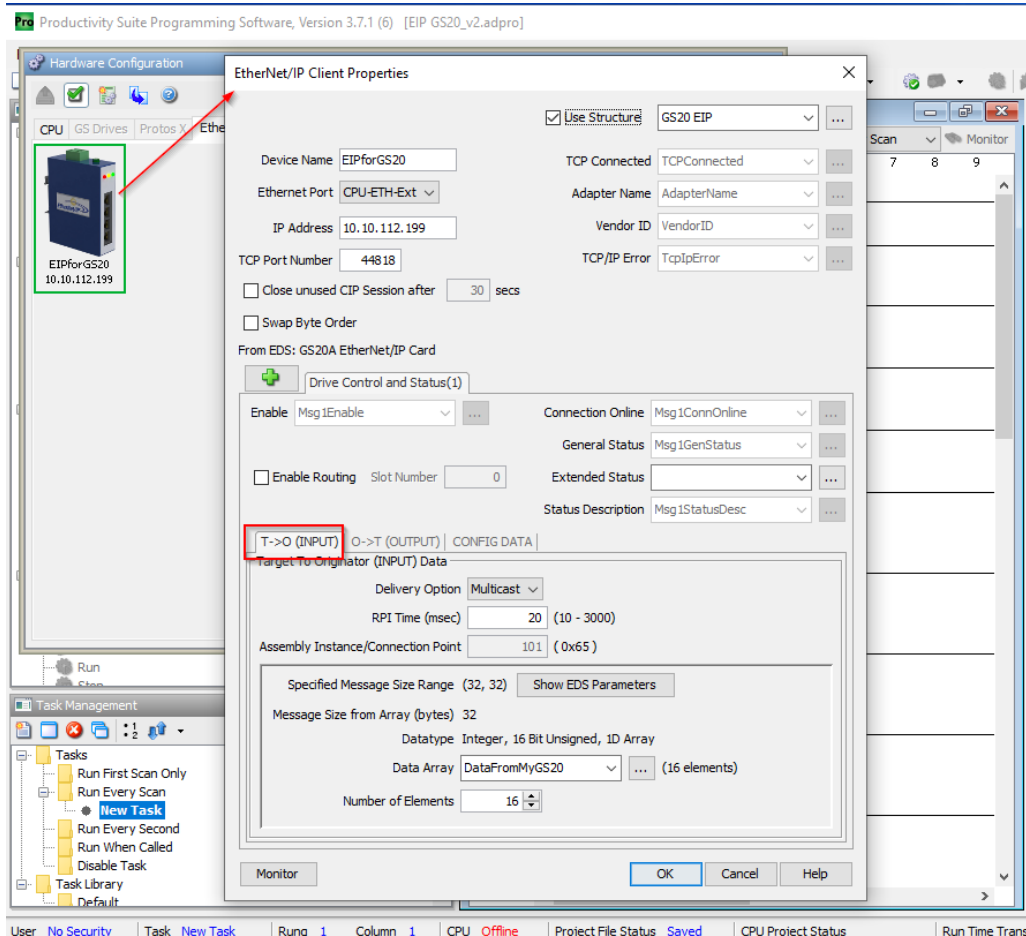 Pro Productivity Suite Programming Software, Version 3.7.1 (6) [EIP GS20_v2.adpro]
Hardware Configuration
CPU GS Drives Protos X Ethe
EIPforGS20
10.10.112.199
EtherNet/IP Client Properties
Use Structure GS20 EIP ...
Device Name EIPforGS20 TCP Connected TCPConnected ...
Ethernet Port CPU-ETH-Ext Adapter Name AdapterName ...
IP Address 10.10.112.199 Vendor ID VendorID ...
TCP Port Number 44818 TCP/IP Error TcpIpError ...
Close unused CIP Session after 30 secs
Swap Byte Order
From EDS: GS20A EtherNet/IP Card
Drive Control and Status(1)
Enable Msg1Enable ... Connection Online Msg1ConnOnline ...
General Status Msg1GenStatus ...
Enable Routing Slot Number 0 Extended Status ...
Status Description Msg1StatusDesc ...
T->O (INPUT) O->T (OUTPUT) CONFIG DATA
Target To Originator (INPUT) Data
Delivery Option Multicast
RPI Time (msec) 20 (10 - 3000)
Assembly Instance/Connection Point 101 (0x65)
Specified Message Size Range (32, 32) Show EDS Parameters
Message Size from Array (bytes) 32
Datatype Integer, 16 Bit Unsigned, 1D Array
Data Array DataFromMyGS20 ... (16 elements)
Number of Elements 16
Monitor OK Cancel Help
Scan Monitor
7 8 9
Run
Stop
Task Management
Tasks
Run First Scan Only
Run Every Scan
New Task
Run Every Second
Run When Called
Disable Task
Task Library
Default
User No Security Task New Task Rung 1 Column 1 CPU Offline Project File Status Saved CPU Project Status Run Time Trans